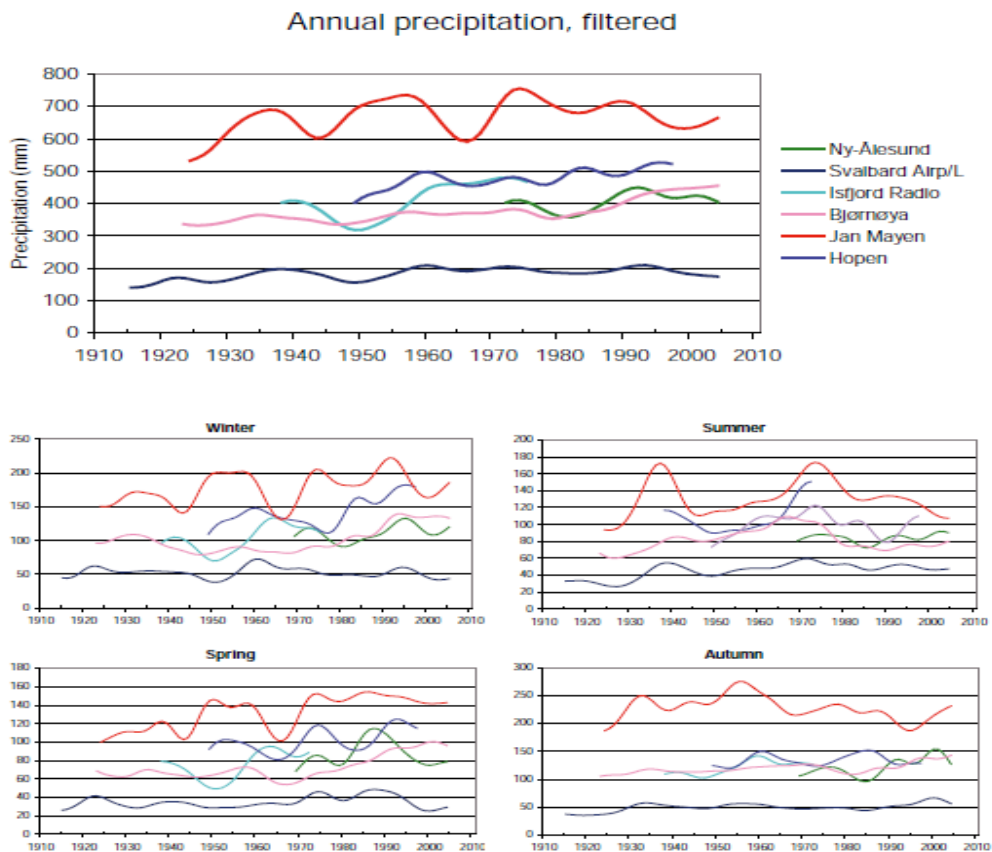 Annual precipitation, filtered
Precipitation (mm)
800
700
600
500
400
300
200
100
0
1910 1920 1930 1940 1950 1960 1970 1980 1990 2000 2010
Ny-Ålesund
Svalbard Airp/L
Isfjord Radio
Bjørnøya
Jan Mayen
Hopen
Winter
250
200
150
100
50
0
1910 1920 1930 1940 1950 1960 1970 1980 1990 2000 2010
Summer
200
180
160
140
120
100
80
60
40
20
0
1910 1920 1930 1940 1950 1960 1970 1980 1990 2000 2010
Spring
180
160
140
120
100
80
60
40
20
0
1910 1920 1930 1940 1950 1960 1970 1980 1990 2000 2010
Autumn
300
250
200
150
100
50
0
1910 1920 1930 1940 1950 1960 1970 1980 1990 2000 2010